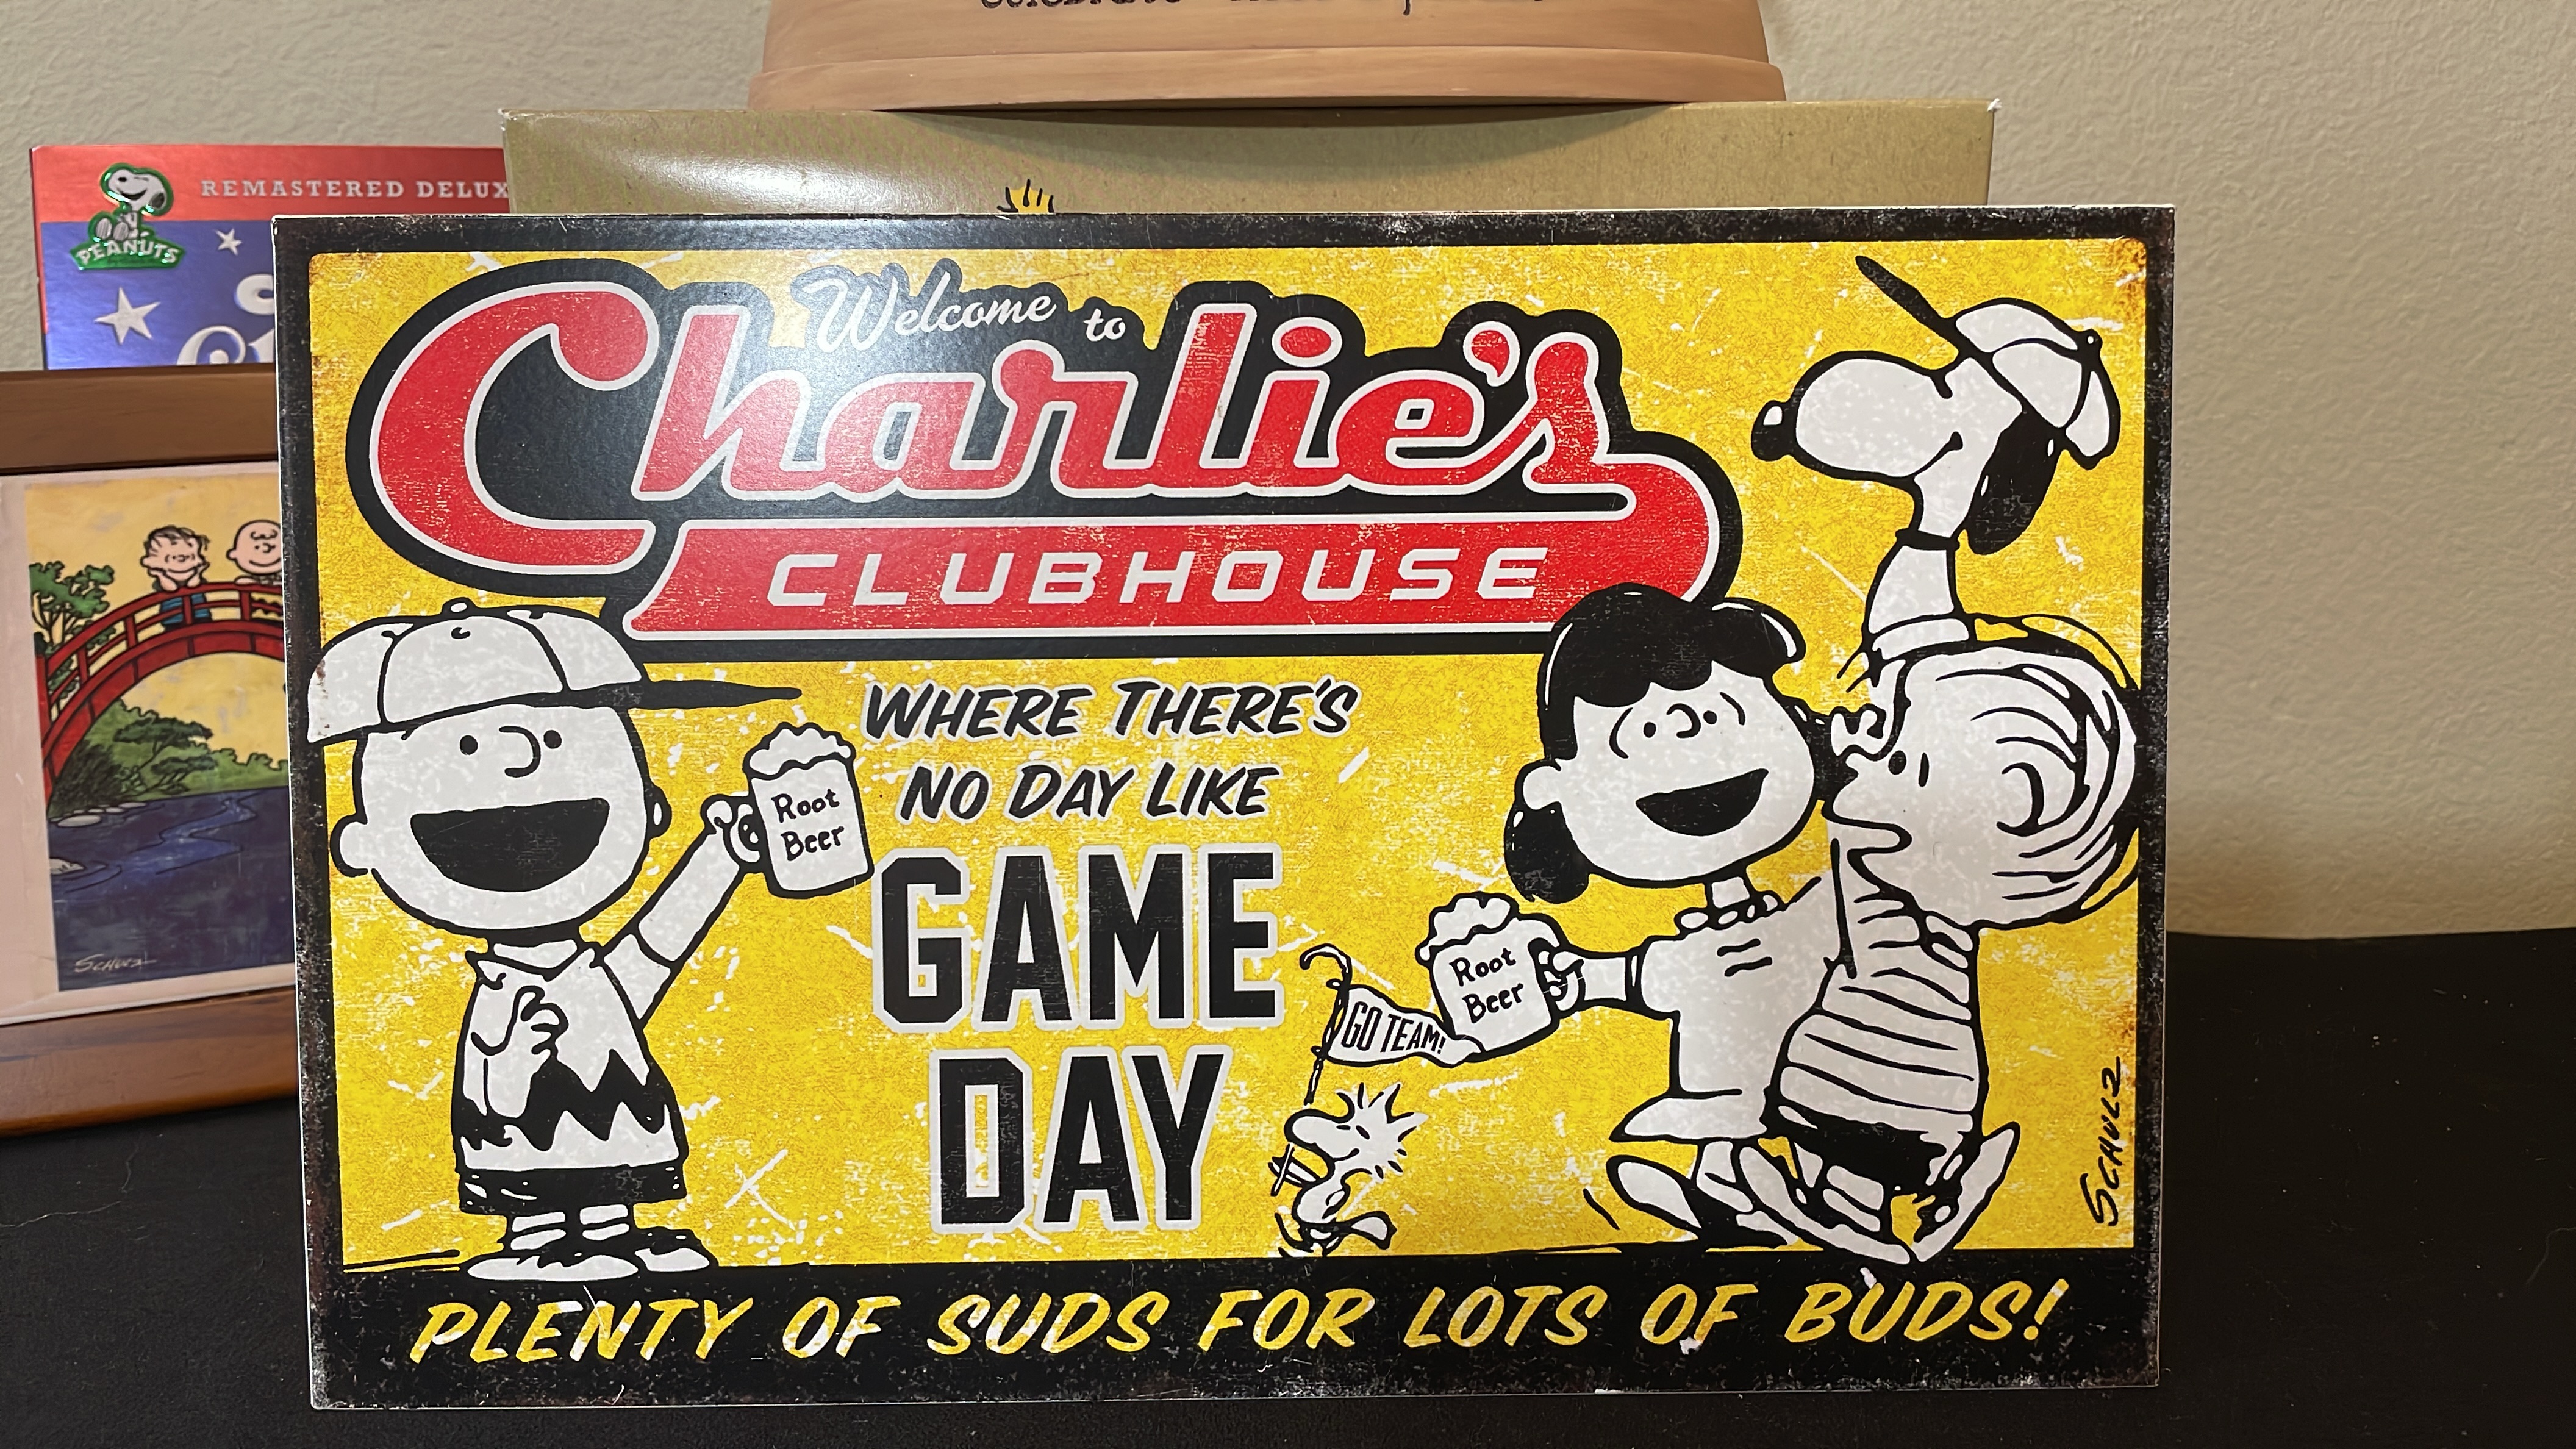 REMASTERED DELUX
PEANUTS
Welcome to
Charlie's
CLUBHOUSE
WHERE THERE'S
NO DAY LIKE
GAME
DAY
Root
Beer
Root
Beer
GO TEAM!
SCHULZ
SCHULZ
PLENTY OF SUDS FOR LOTS OF BUDS!